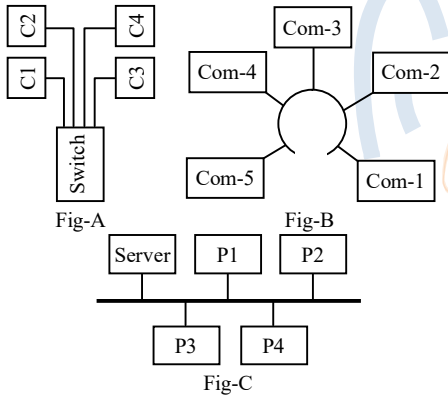 C2
C4
C1
C3
Switch
Fig-A
Com-3
Com-4
Com-2
Com-5
Com-1
Fig-B
Server
P1
P2
P3
P4
Fig-C